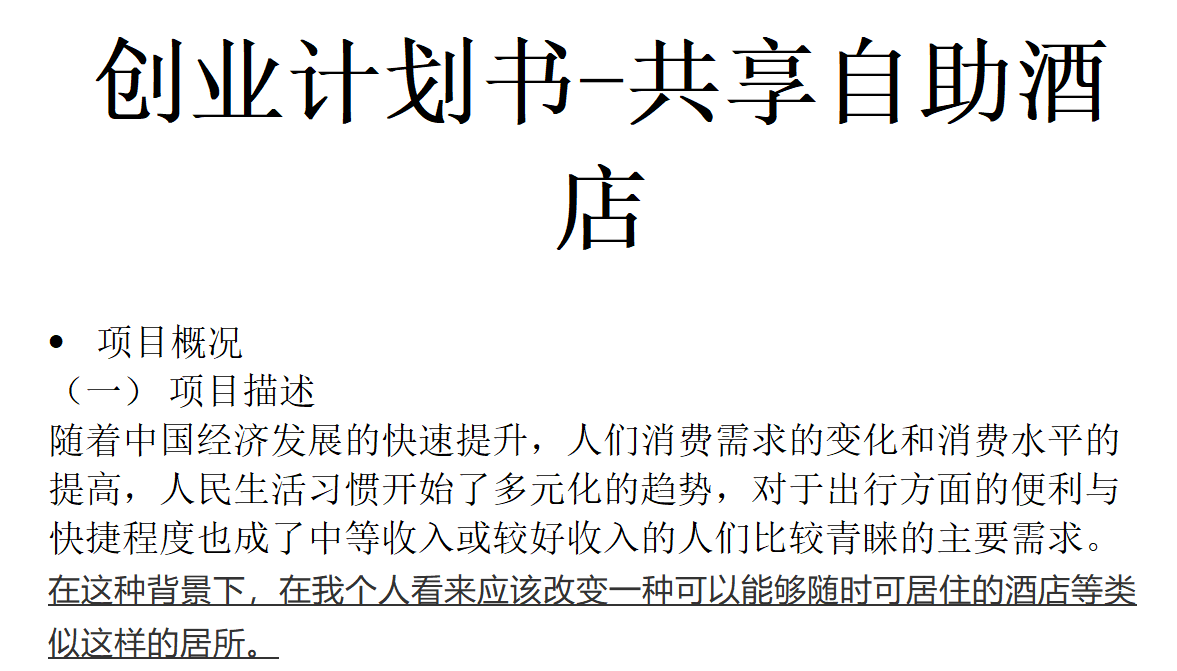 创业计划书-共享自助酒
店
• 项目概况
（一） 项目描述
随着中国经济发展的快速提升，人们消费需求的变化和消费水平的
提高，人民生活习惯开始了多元化的趋势，对于出行方面的便利与
快捷程度也成了中等收入或较好收入的人们比较青睐的主要需求。
在这种背景下，在我个人看来应该改变一种可以能够随时可居住的酒店等类
似这样的居所。